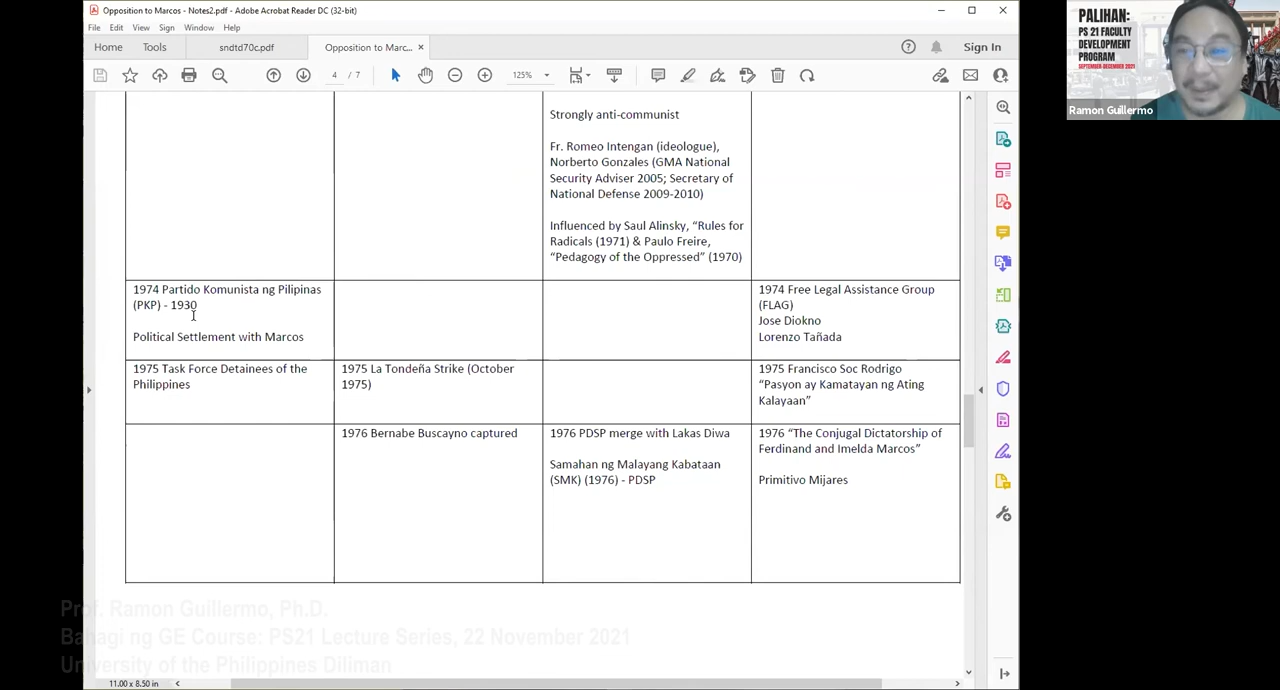 Opposition to Marcos - Notes2.pdf - Adobe Acrobat Reader DC (32-bit)
File Edit View Sign Window Help
Home Tools sndtd70c.pdf Opposition to Marc... × Sign In
4 / 7 125%
PALIHAN:
PS 21 FACULTY
DEVELOPMENT
PROGRAM
SEPTEMBER-DECEMBER 2021
Ramon Guillermo
Strongly anti-communist
Fr. Romeo Intengan (ideologue),
Norberto Gonzales (GMA National
Security Adviser 2005; Secretary of
National Defense 2009-2010)
Influenced by Saul Alinsky, “Rules for
Radicals (1971) & Paulo Freire,
“Pedagogy of the Oppressed” (1970)
1974 Partido Komunista ng Pilipinas
(PKP) - 1930
Political Settlement with Marcos
1974 Free Legal Assistance Group
(FLAG)
Jose Diokno
Lorenzo Tañada
1975 Task Force Detainees of the
Philippines
1975 La Tondeña Strike (October
1975)
1975 Francisco Soc Rodrigo
“Pasyon ay Kamatayan ng Ating
Kalayaan”
1976 Bernabe Buscayno captured
1976 PDSP merge with Lakas Diwa
Samahan ng Malayang Kabataan
(SMK) (1976) - PDSP
1976 “The Conjugal Dictatorship of
Ferdinand and Imelda Marcos”
Primitivo Mijares
Prof. Ramon Guillermo, Ph.D.
Bahagi ng GE Course: PS21 Lecture Series, 22 November 2021
University of the Philippines Diliman
11.00 x 8.50 in